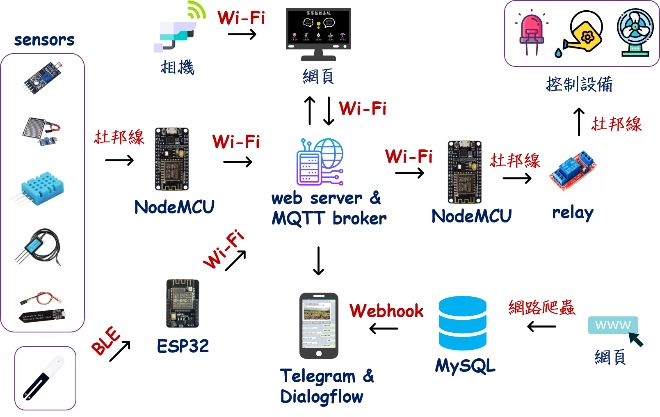 sensors
Wi-Fi
相機
網頁
控制設備
杜邦線
Wi-Fi
Wi-Fi
Wi-Fi
杜邦線
杜邦線
NodeMCU
web server &
MQTT broker
NodeMCU
relay
Wi-Fi
BLE
ESP32
Webhook
網路爬蟲
WWW
網頁
MySQL
Telegram &
Dialogflow